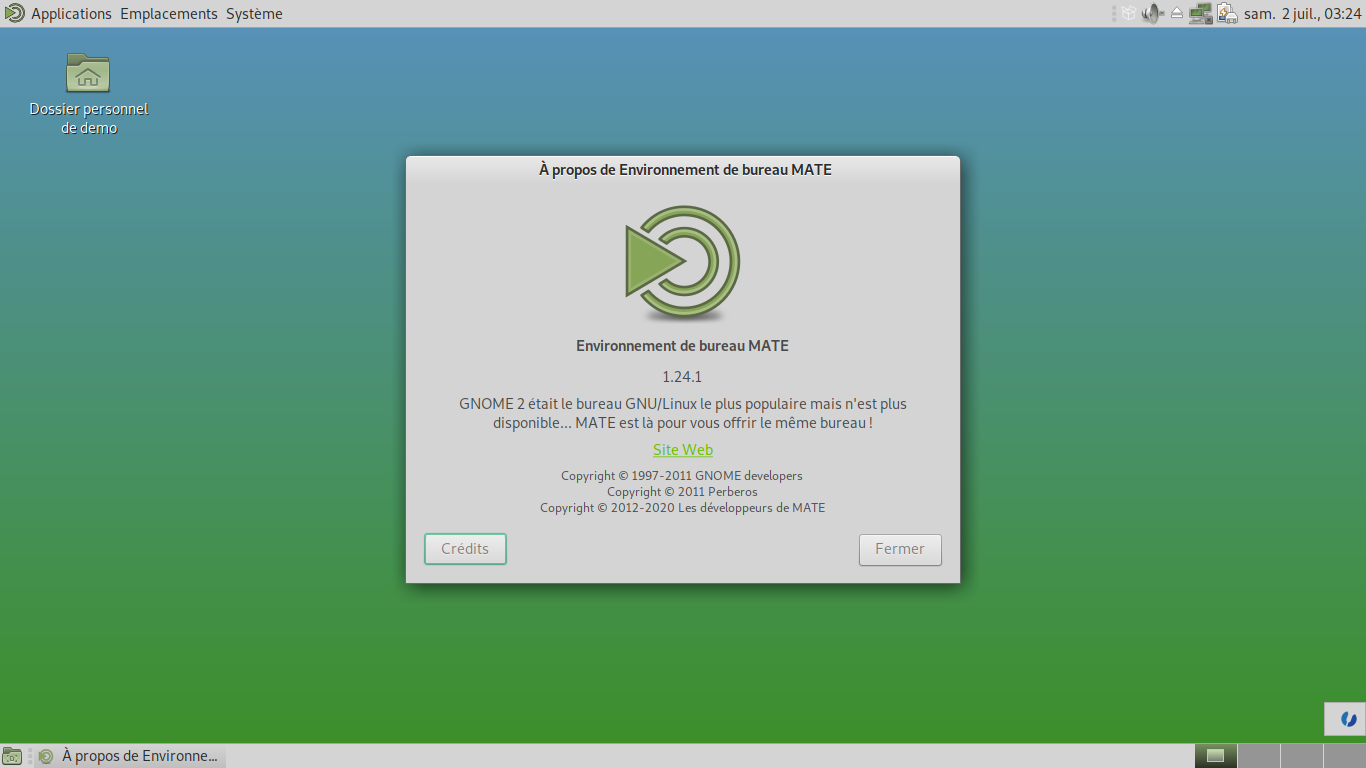 Applications Emplacements Système
sam. 2 juil., 03:24
Dossier personnel
de demo
À propos de Environnement de bureau MATE
Environnement de bureau MATE
1.24.1
GNOME 2 était le bureau GNU/Linux le plus populaire mais n'est plus
disponible... MATE est là pour vous offrir le même bureau !
Site Web
Copyright © 1997-2011 GNOME developers
Copyright © 2011 Perberos
Copyright © 2012-2020 Les développeurs de MATE
Crédits
Fermer
À propos de Environne...